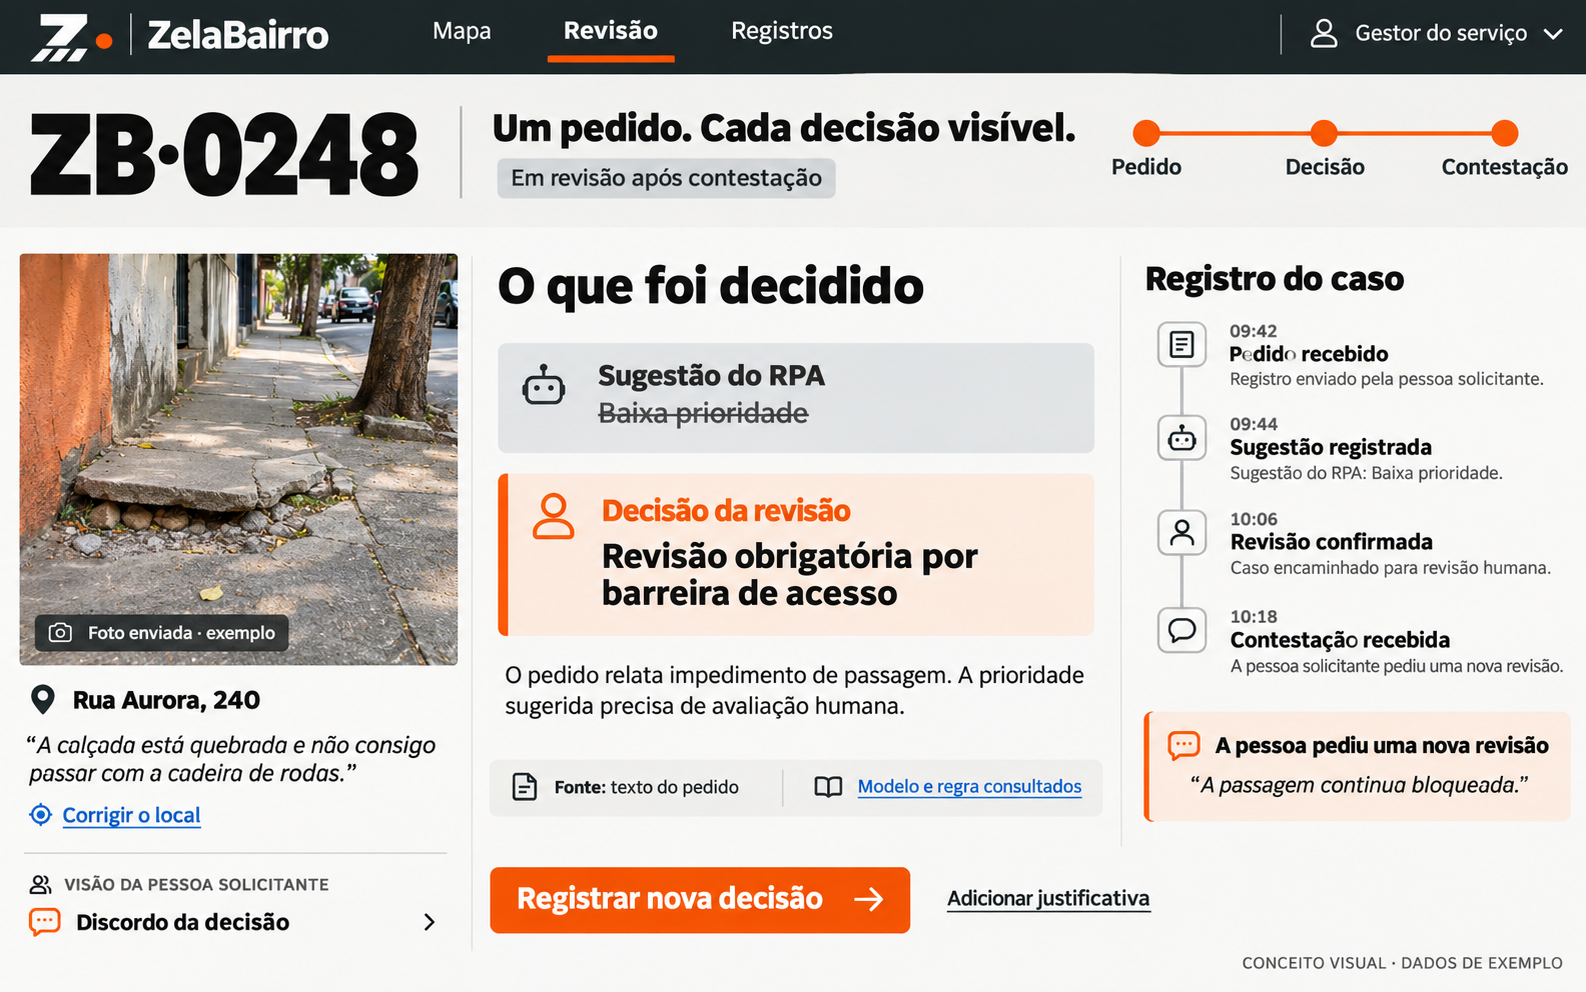 ZelaBairro
Mapa
Revisão
Registros
Gestor do serviço
ZB·0248
Um pedido. Cada decisão visível.
Em revisão após contestação
Pedido
Decisão
Contestação
Foto enviada · exemplo
Rua Aurora, 240
“A calçada está quebrada e não consigo
passar com a cadeira de rodas.”
Corrigir o local
VISÃO DA PESSOA SOLICITANTE
Discordo da decisão
O que foi decidido
Sugestão do RPA
Baixa prioridade
Decisão da revisão
Revisão obrigatória por
barreira de acesso
O pedido relata impedimento de passagem. A prioridade
sugerida precisa de avaliação humana.
Fonte: texto do pedido
Modelo e regra consultados
Registrar nova decisão
Adicionar justificativa
Registro do caso
09:42
Pedido recebido
Registro enviado pela pessoa solicitante.
09:44
Sugestão registrada
Sugestão do RPA: Baixa prioridade.
10:06
Revisão confirmada
Caso encaminhado para revisão humana.
10:18
Contestação recebida
A pessoa solicitante pediu uma nova revisão.
A pessoa pediu uma nova revisão
“A passagem continua bloqueada.”
CONCEITO VISUAL · DADOS DE EXEMPLO